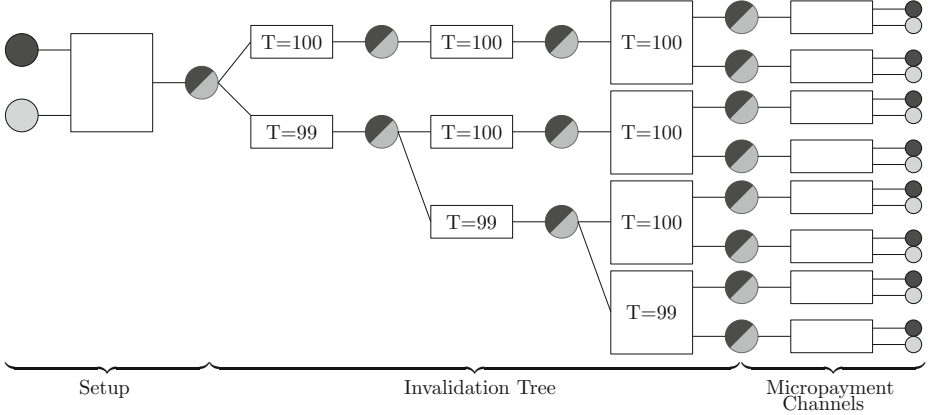 T=100
T=100
T=100
T=99
T=100
T=100
T=99
T=100
T=99
Setup
Invalidation Tree
Micropayment
Channels